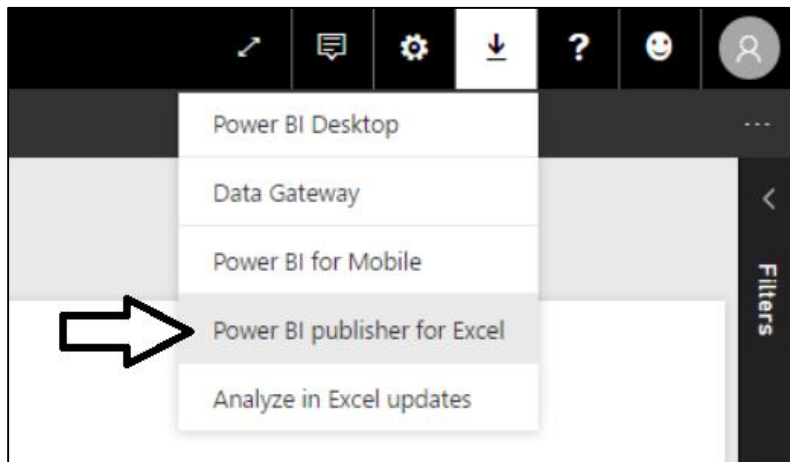 ?
Power BI Desktop
...
Data Gateway
Power BI for Mobile
Filters
Power BI publisher for Excel
Analyze in Excel updates